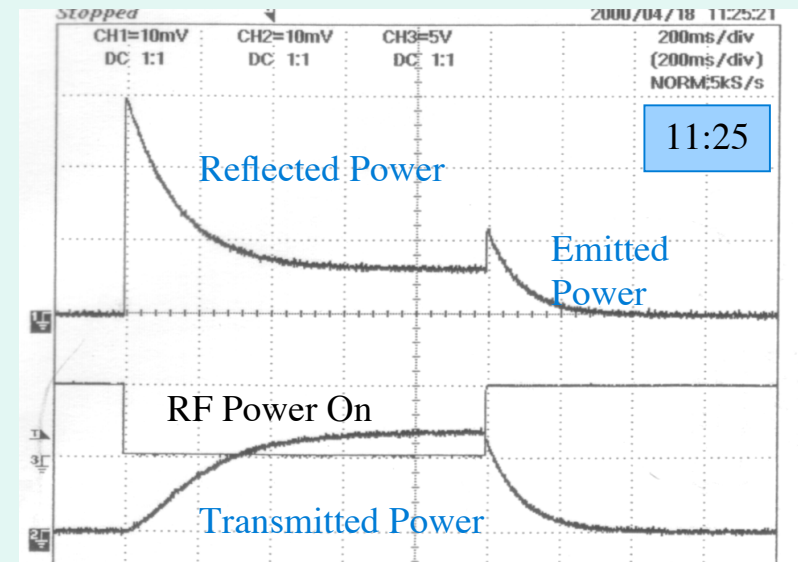 Stopped 2000/04/18 11:25:21
CH1=10mV CH2=10mV CH3=5V 200ms/div
DC 1:1 DC 1:1 DC 1:1 (200ms/div)
NORM:5kS/s
11:25
Reflected Power
Emitted
Power
RF Power On
Transmitted Power